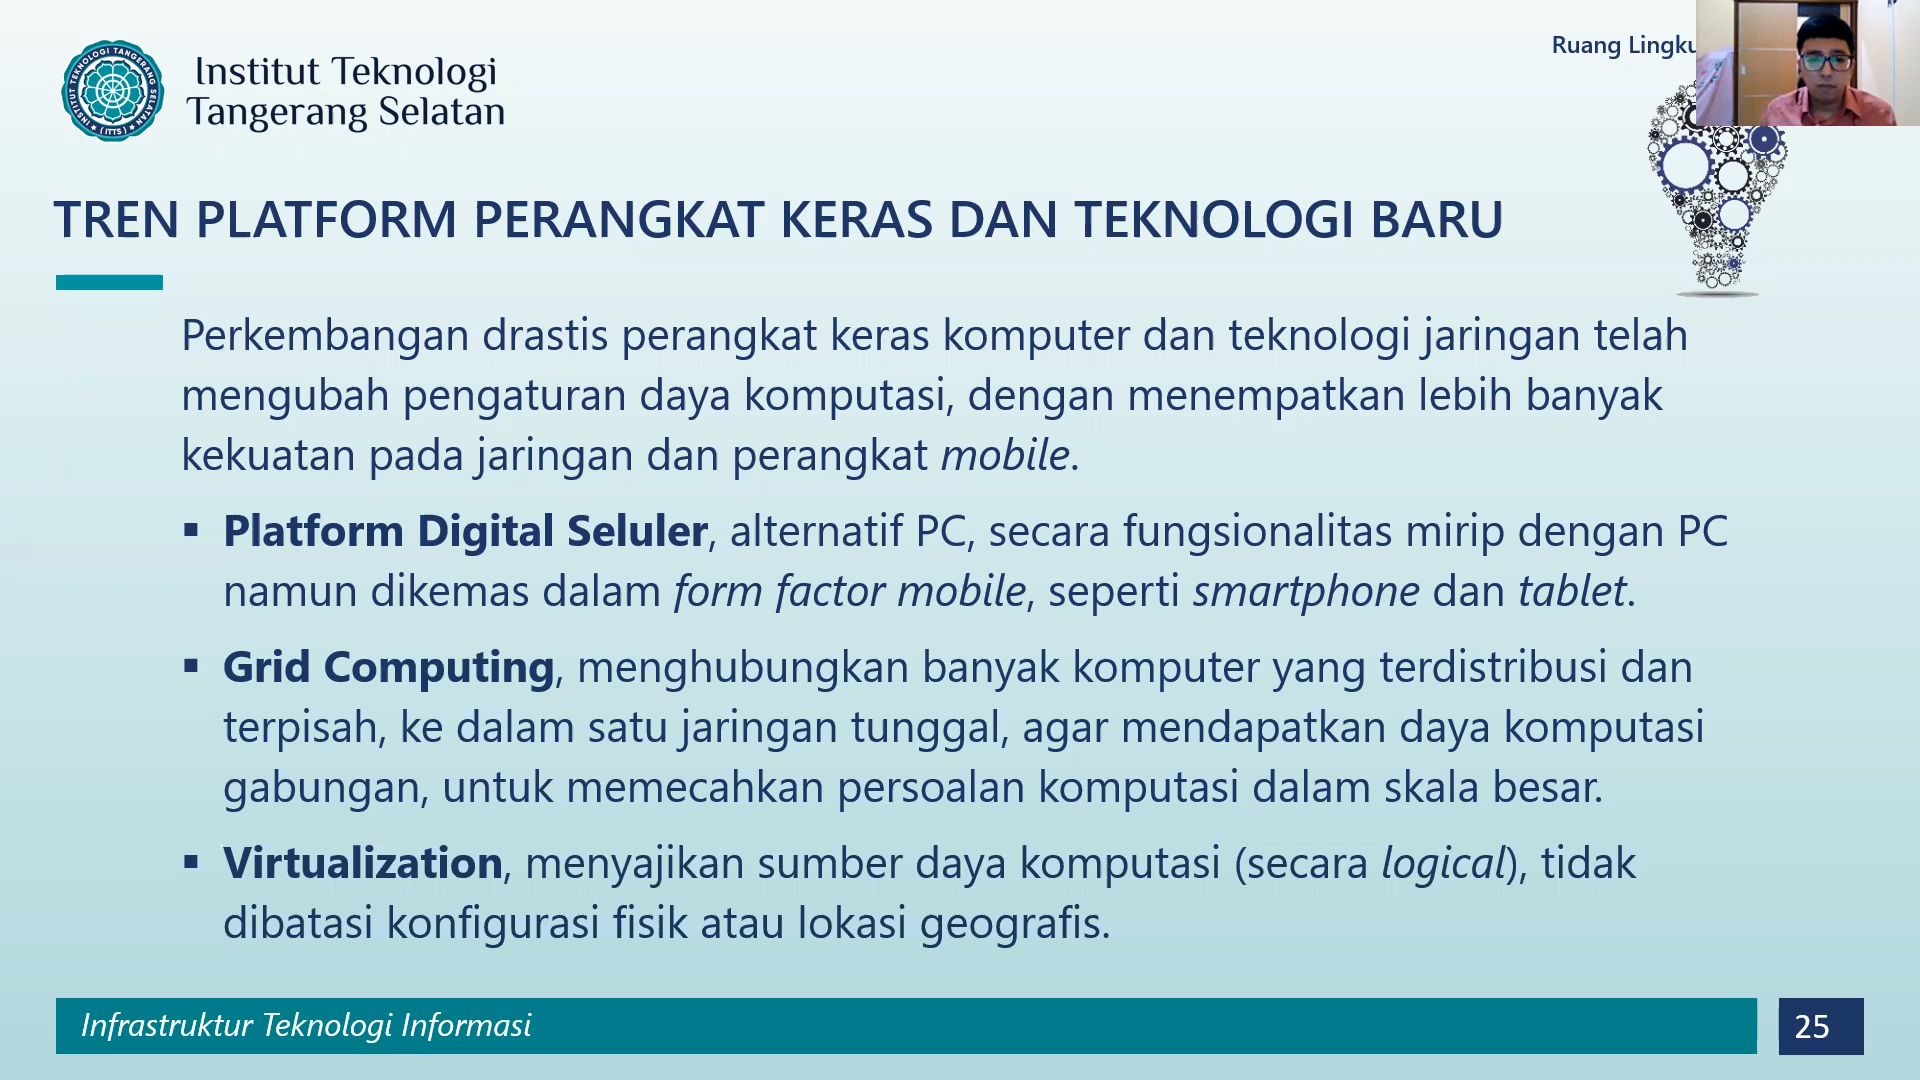 Institut Teknologi
Tangerang Selatan
INSTITUT TEKNOLOGI TANGERANG SELATAN
(ITTS)
Ruang
TREN PLATFORM PERANGKAT KERAS DAN TEKNOLOGI BARU
Perkembangan drastis perangkat keras komputer dan teknologi jaringan telah
mengubah pengaturan daya komputasi, dengan menempatkan lebih banyak
kekuatan pada jaringan dan perangkat mobile.
▪ Platform Digital Seluler, alternatif PC, secara fungsionalitas mirip dengan PC
namun dikemas dalam form factor mobile, seperti smartphone dan tablet.
▪ Grid Computing, menghubungkan banyak komputer yang terdistribusi dan
terpisah, ke dalam satu jaringan tunggal, agar mendapatkan daya komputasi
gabungan, untuk memecahkan persoalan komputasi dalam skala besar.
▪ Virtualization, menyajikan sumber daya komputasi (secara logical), tidak
dibatasi konfigurasi fisik atau lokasi geografis.
Infrastruktur Teknologi Informasi
25